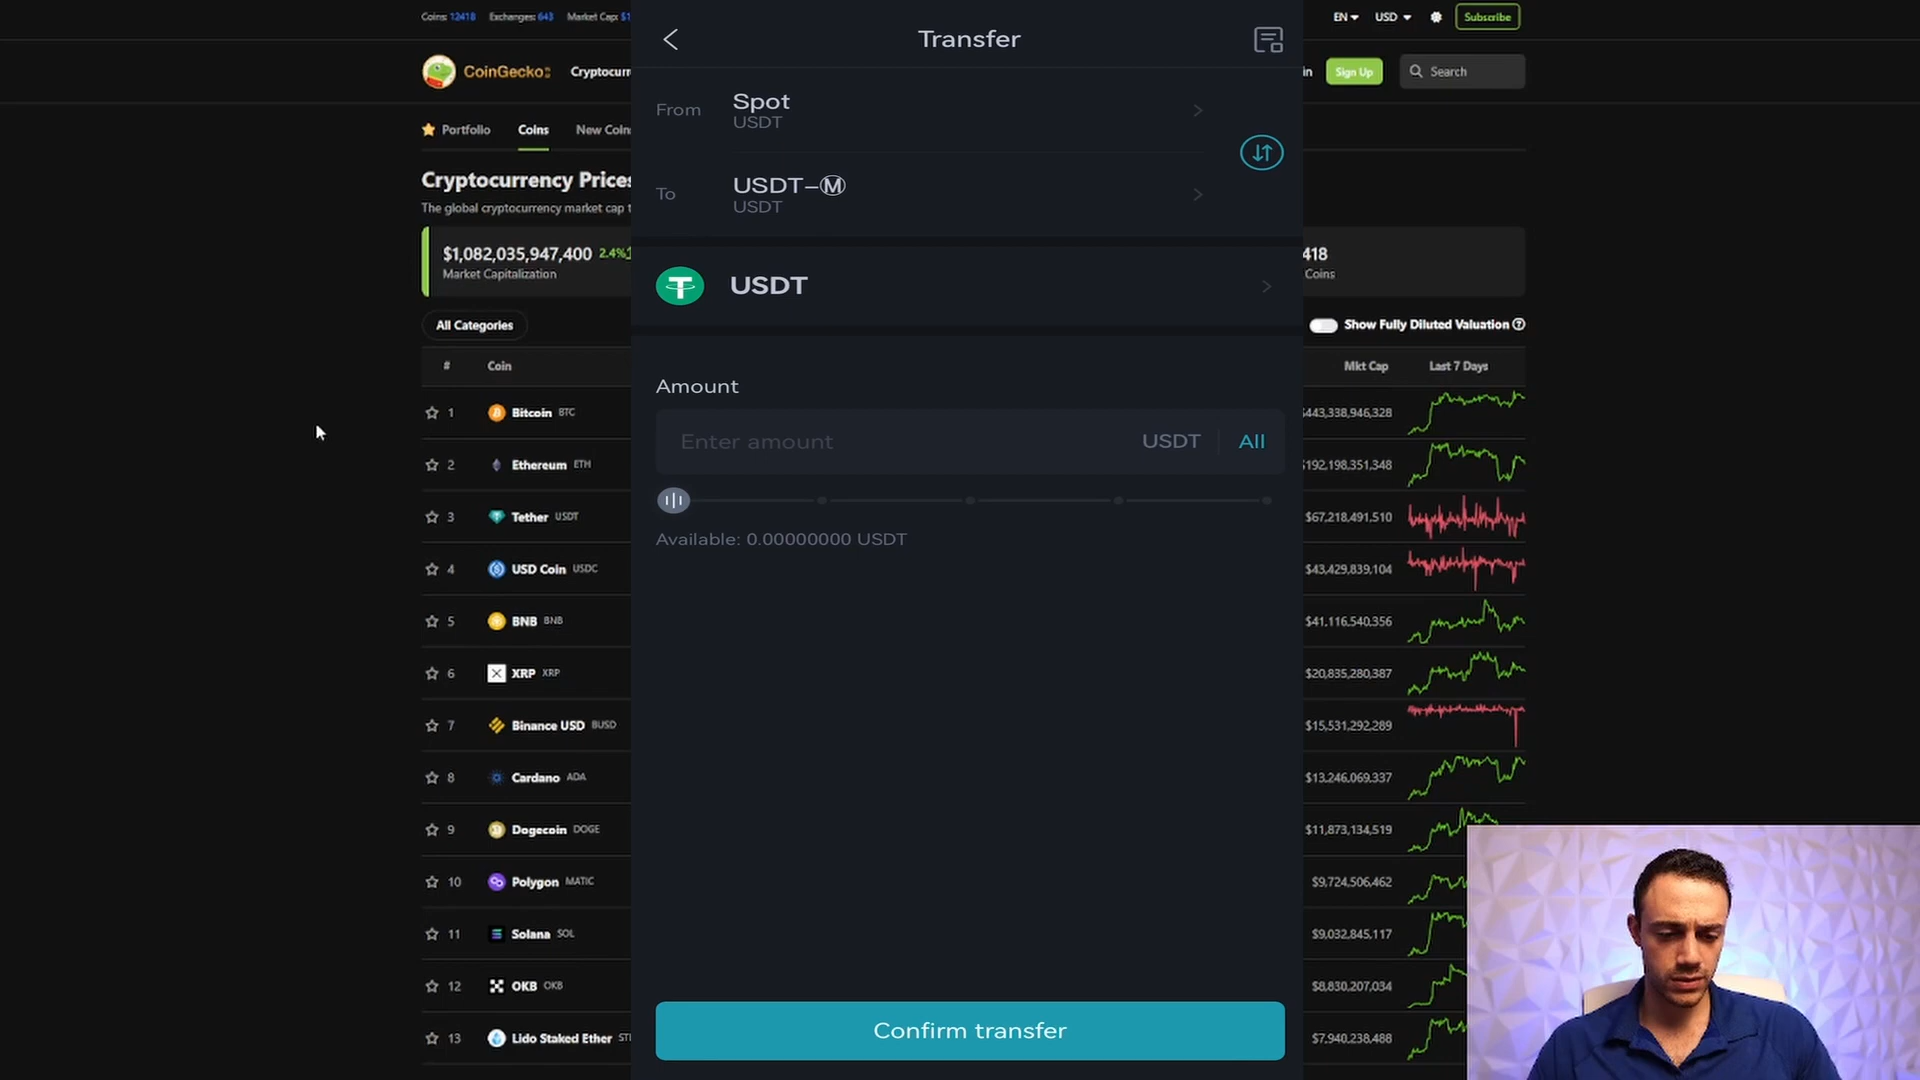 Coins: 12418 Exchanges: 643 Market Cap: $1
EN USD Subscribe
CoinGecko Cryptocurr
in Sign Up Search
Portfolio Coins New Coin
Cryptocurrency Prices
The global cryptocurrency market cap t
$1,082,035,947,400 2.4%
Market Capitalization
418
Coins
All Categories
Show Fully Diluted Valuation
# Coin
Mkt Cap Last 7 Days
1 Bitcoin BTC
$443,338,946,328
2 Ethereum ETH
$192,198,351,348
3 Tether USDT
$67,218,491,510
4 USD Coin USDC
$43,429,839,104
5 BNB BNB
$41,116,540,356
6 XRP XRP
$20,835,280,387
7 Binance USD BUSD
$15,531,292,289
8 Cardano ADA
$13,246,069,337
9 Dogecoin DOGE
$11,873,134,519
10 Polygon MATIC
$9,724,506,462
11 Solana SOL
$9,032,845,117
12 OKB OKB
$8,830,207,034
13 Lido Staked Ether STE
$7,940,238,488
Transfer
From Spot
USDT
To USDT-Ⓜ
USDT
USDT
Amount
Enter amount USDT All
Available: 0.00000000 USDT
Confirm transfer